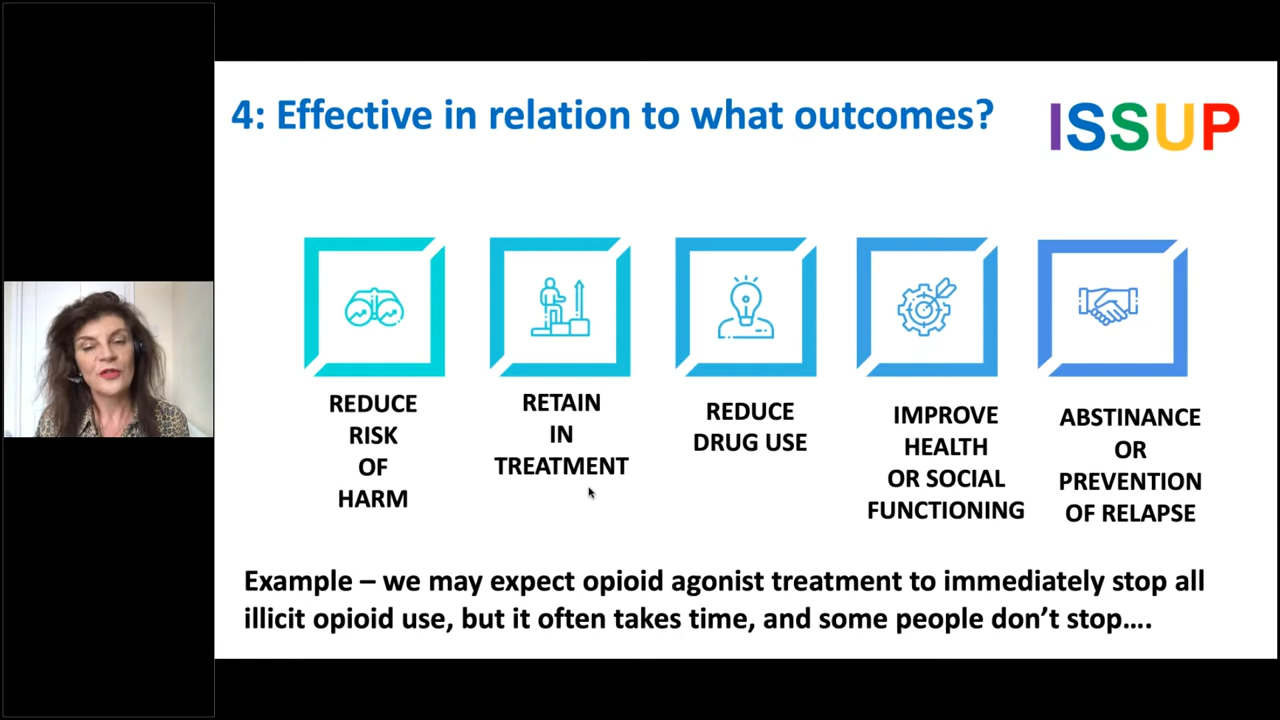 4: Effective in relation to what outcomes?
ISSUP
REDUCE
RISK
OF
HARM
RETAIN
IN
TREATMENT
REDUCE
DRUG USE
IMPROVE
HEALTH
OR SOCIAL
FUNCTIONING
ABSTINANCE
OR
PREVENTION
OF RELAPSE
Example – we may expect opioid agonist treatment to immediately stop all
illicit opioid use, but it often takes time, and some people don’t stop….